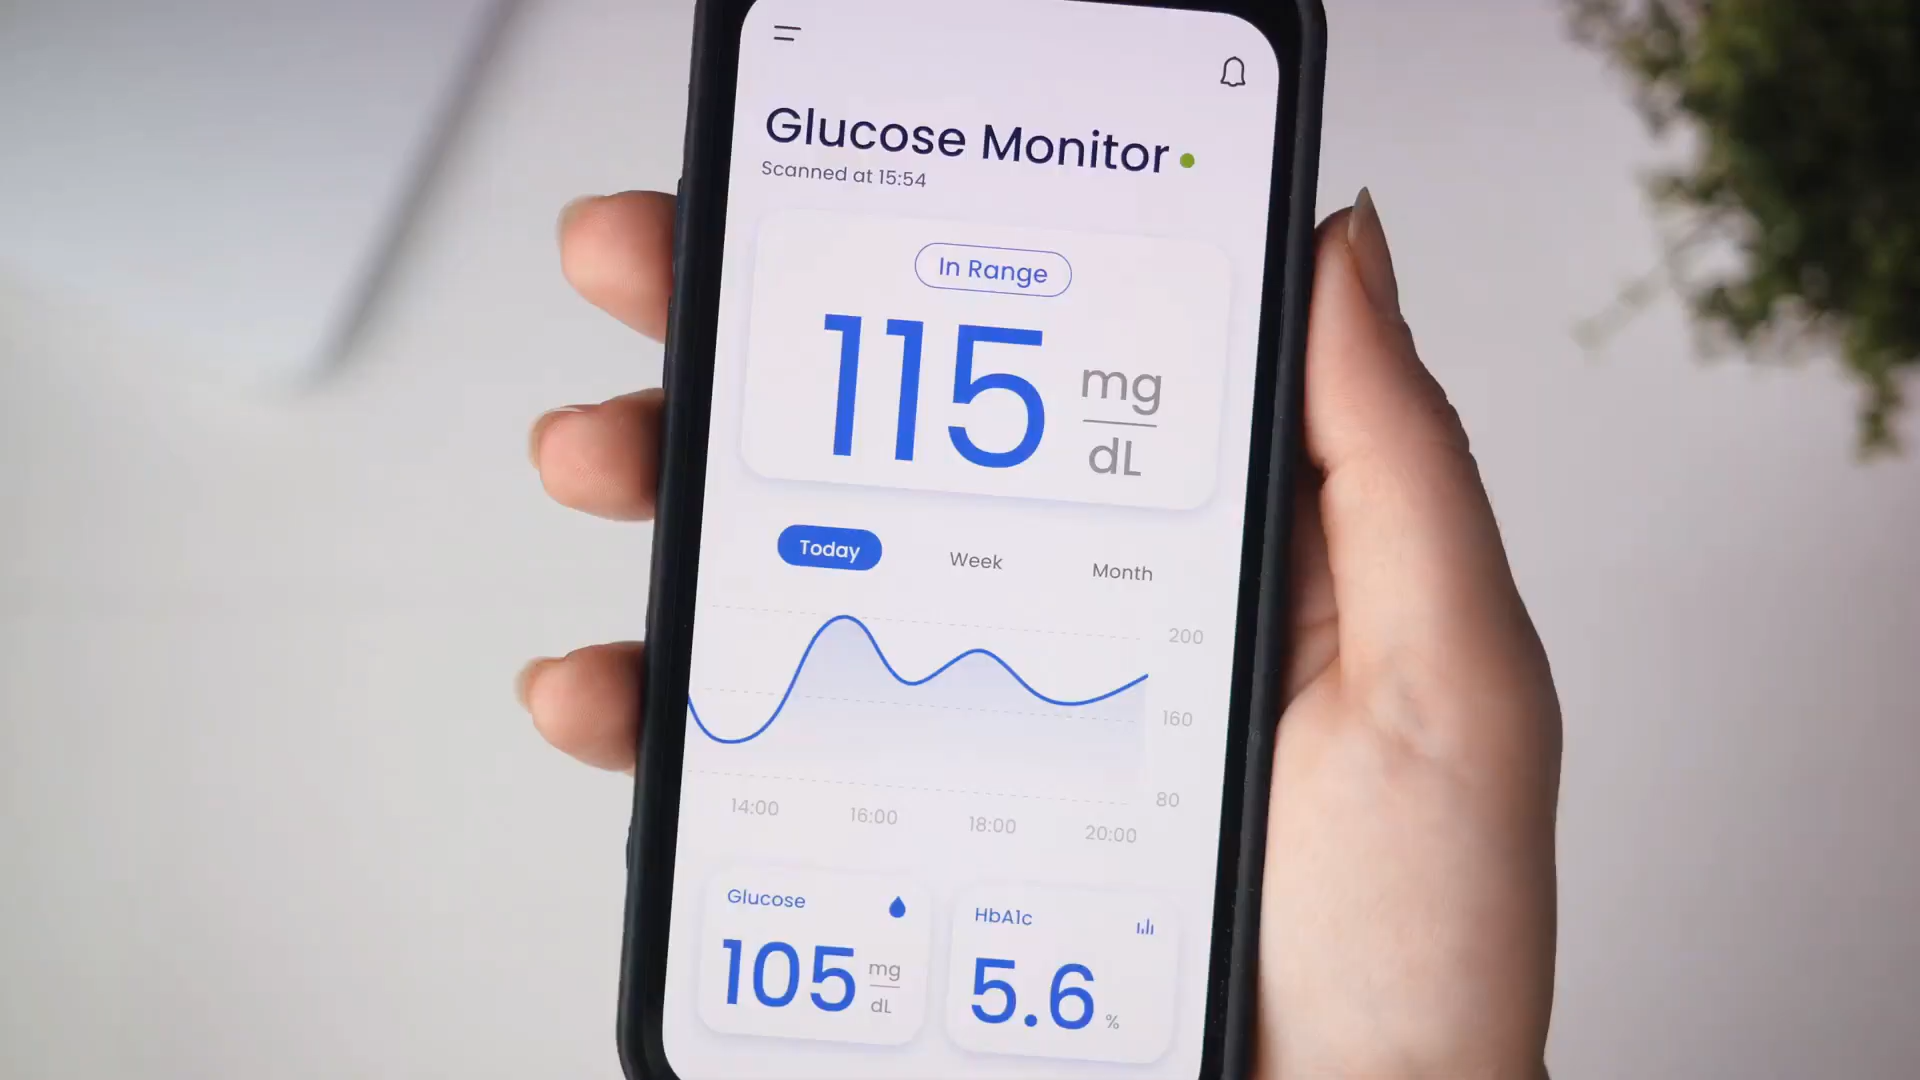 Glucose Monitor
Scanned at 15:54
In Range
115 mg/dL
Today Week Month
200
160
80
14:00 16:00 18:00 20:00
Glucose
105 mg/dL
HbA1c
5.6 %